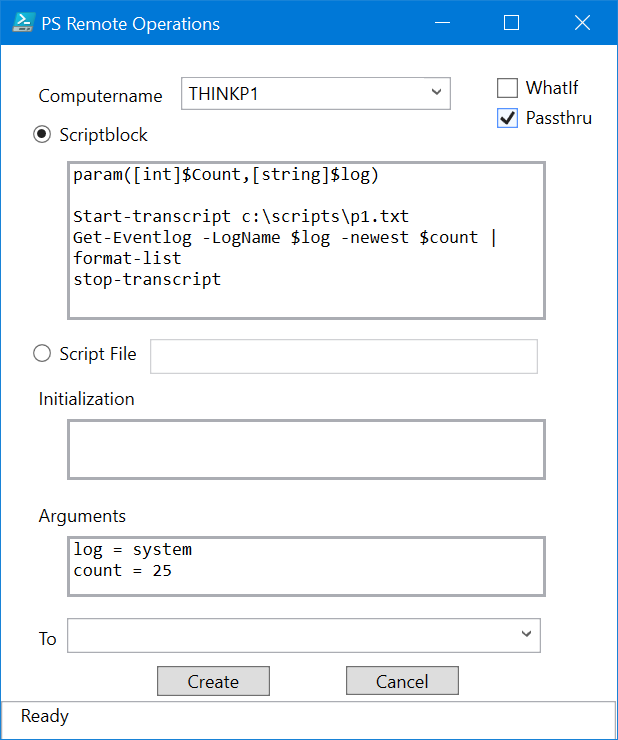 PS Remote Operations
Computername THINKP1
WhatIf
Passthru
Scriptblock
param([int]$Count,[string]$log)
Start-transcript c:\scripts\p1.txt
Get-Eventlog -LogName $log -newest $count |
format-list
stop-transcript
Script File
Initialization
Arguments
log = system
count = 25
To
Create Cancel
Ready